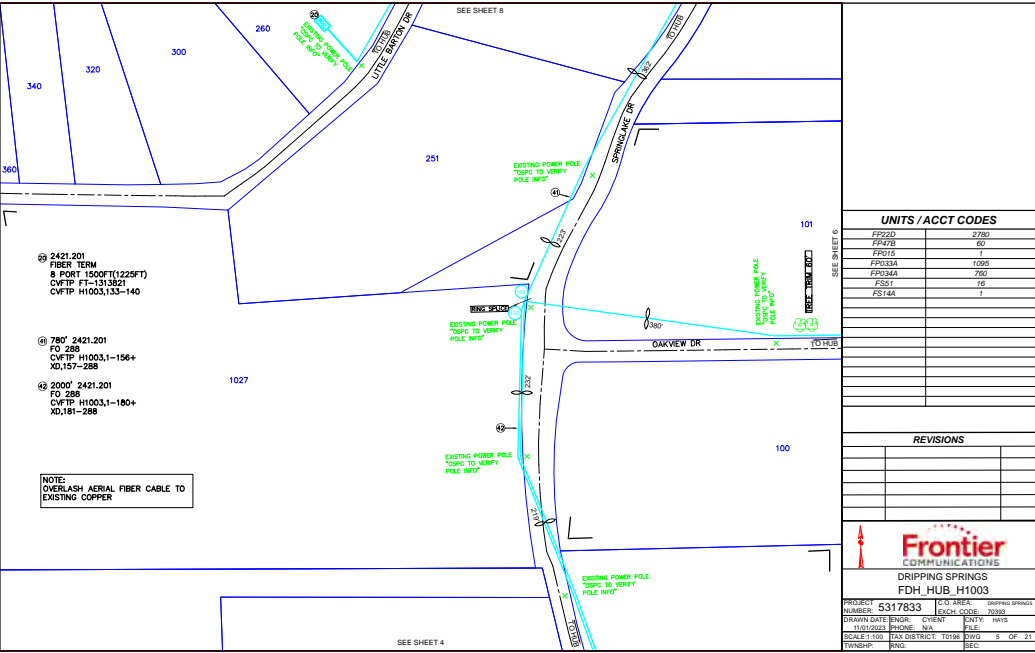 SEE SHEET 8
20
EXISTING POWER POLE
"OSPC TO VERIFY
POLE INFO"
TO HUB
LITTLE BARTON DR
260
300
320
340
360
251
TO HUB
362'
SPRINGLAKE DR
EXISTING POWER POLE
"OSPC TO VERIFY
POLE INFO"
41
223'
101
SEE SHEET 6
20 2421.201
FIBER TERM
8 PORT 1500FT(1225FT)
CVFTP FT-1313821
CVFTP H1003,133-140
RING SPLICE
EXISTING POWER POLE
"OSPC TO VERIFY
POLE INFO"
380'
EXISTING POWER POLE
"OSPC TO VERIFY
POLE INFO"
TREE TRIM 60'
OAKVIEW DR
TO HUB
41 780' 2421.201
FO 288
CVFTP H1003,1-156+
XD,157-288
42 2000' 2421.201
FO 288
CVFTP H1003,1-180+
XD,181-288
1027
232'
42
100
EXISTING POWER POLE
"OSPC TO VERIFY
POLE INFO"
NOTE:
OVERLASH AERIAL FIBER CABLE TO
EXISTING COPPER
219'
EXISTING POWER POLE
"OSPC TO VERIFY
POLE INFO"
TO HUB
SEE SHEET 4
UNITS / ACCT CODES
FP22D 2780
FP47B 60
FP015 1
FP033A 1095
FP034A 760
FS51 16
FS14A 1
REVISIONS
Frontier
COMMUNICATIONS
DRIPPING SPRINGS
FDH_HUB_H1003
PROJECT NUMBER: 5317833
C.O. AREA: DRIPPING SPRINGS
EXCH. CODE: 70393
DRAWN DATE: 11/01/2023
ENGR: CYIENT
PHONE: N/A
CNTY: HAYS
FILE:
SCALE:1:100 TAX DISTRICT: T0196 DWG 5 OF 21
TWNSHP: RNG: SEC: